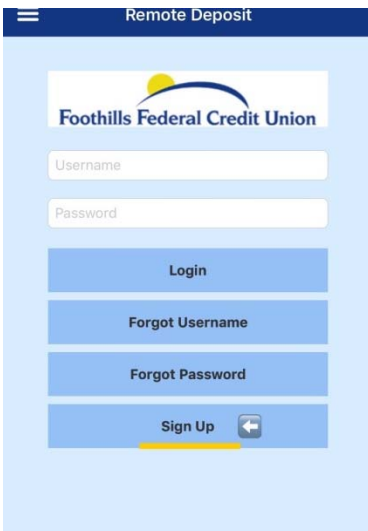 Remote Deposit
Foothills Federal Credit Union
Username
Password
Login
Forgot Username
Forgot Password
Sign Up